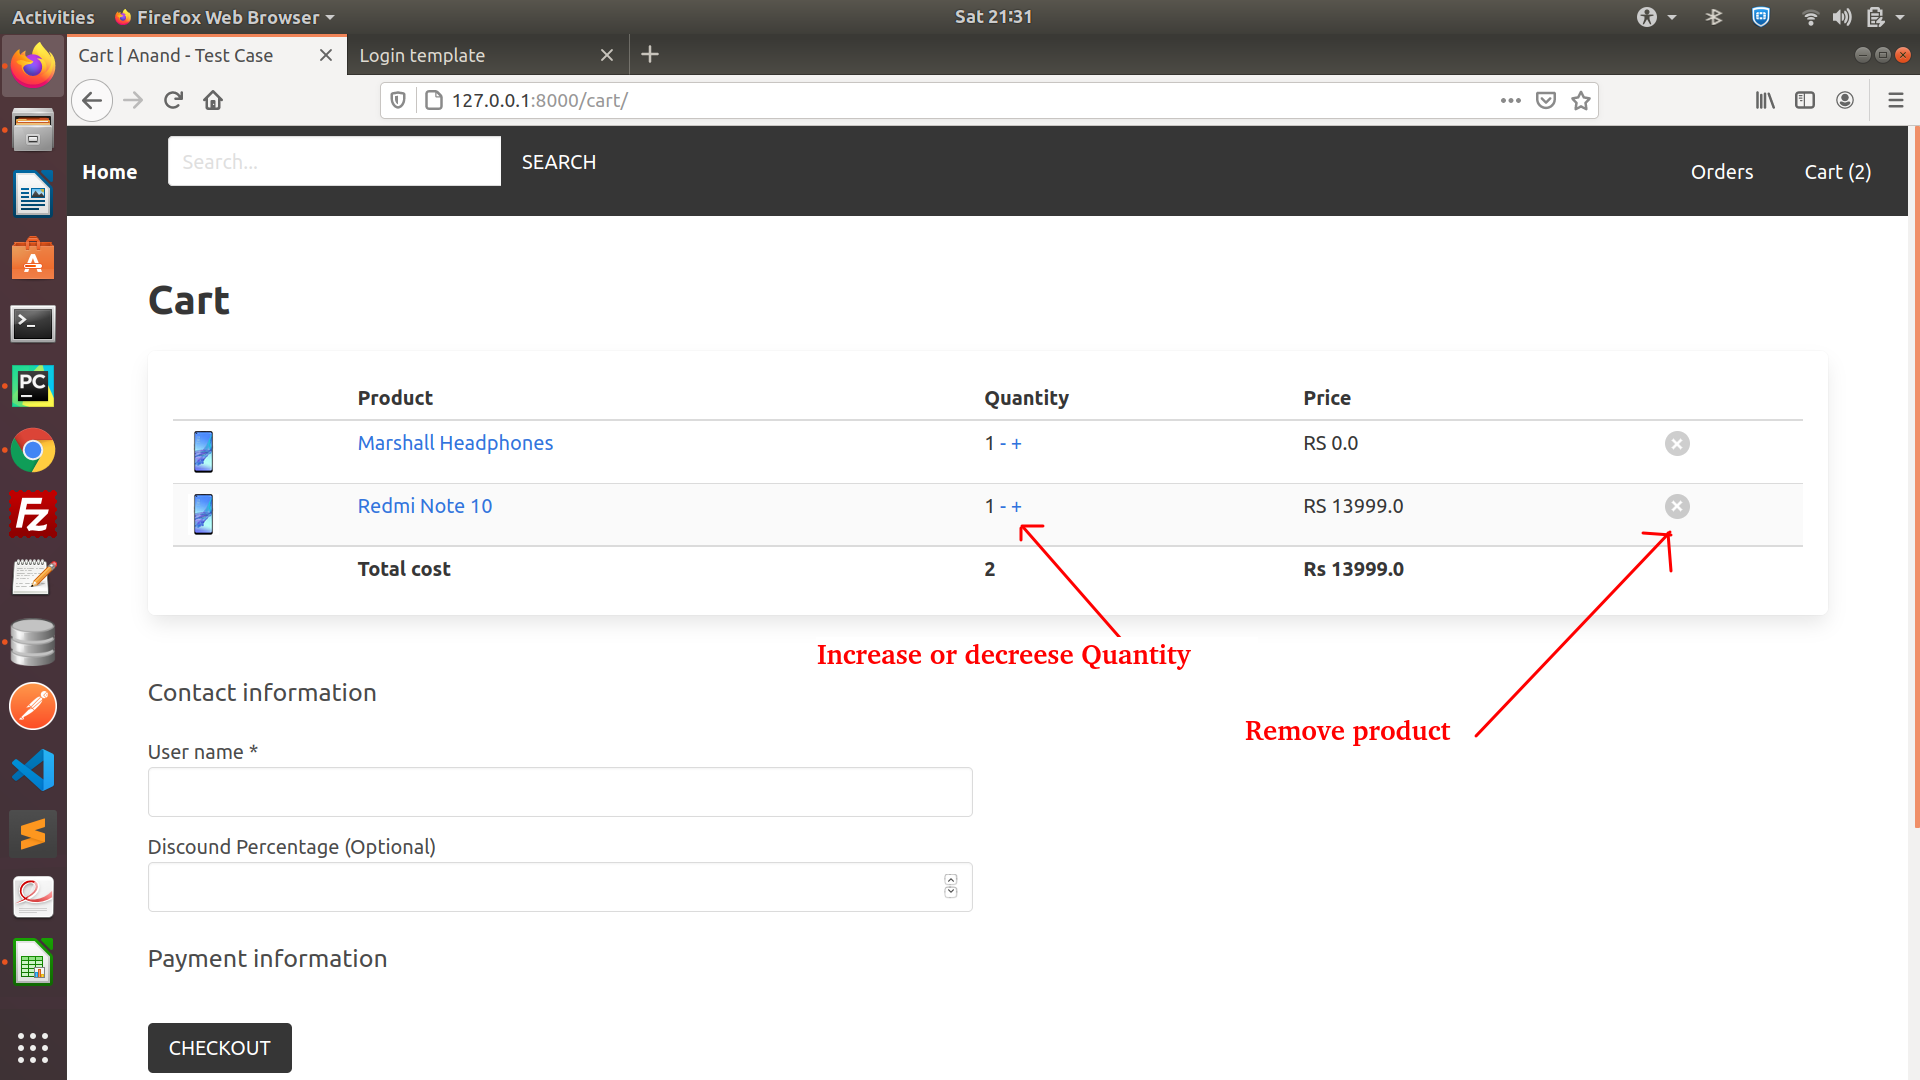 Activities Firefox Web Browser Sat 21:31
Cart | Anand - Test Case Login template
127.0.0.1:8000/cart/
Home Search... SEARCH Orders Cart (2)
Cart
Product Quantity Price
Marshall Headphones 1 - + RS 0.0
Redmi Note 10 1 - + RS 13999.0
Total cost 2 Rs 13999.0
Increase or decreese Quantity
Contact information
Remove product
User name *
Discound Percentage (Optional)
Payment information
CHECKOUT